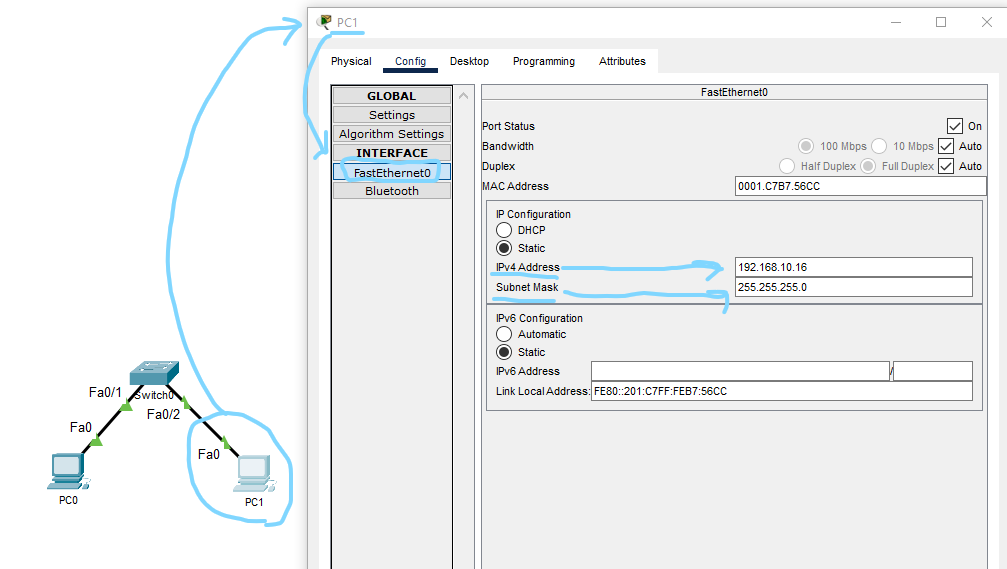 PC1
Physical Config Desktop Programming Attributes
GLOBAL
Settings
Algorithm Settings
INTERFACE
FastEthernet0
Bluetooth
FastEthernet0
Port Status On
Bandwidth 100 Mbps 10 Mbps Auto
Duplex Half Duplex Full Duplex Auto
MAC Address 0001.C7B7.56CC
IP Configuration
DHCP
Static
IPv4 Address 192.168.10.16
Subnet Mask 255.255.255.0
IPv6 Configuration
Automatic
Static
IPv6 Address /
Link Local Address: FE80::201:C7FF:FEB7:56CC
Switch0
Fa0/1
Fa0/2
Fa0
Fa0
PC0
PC1